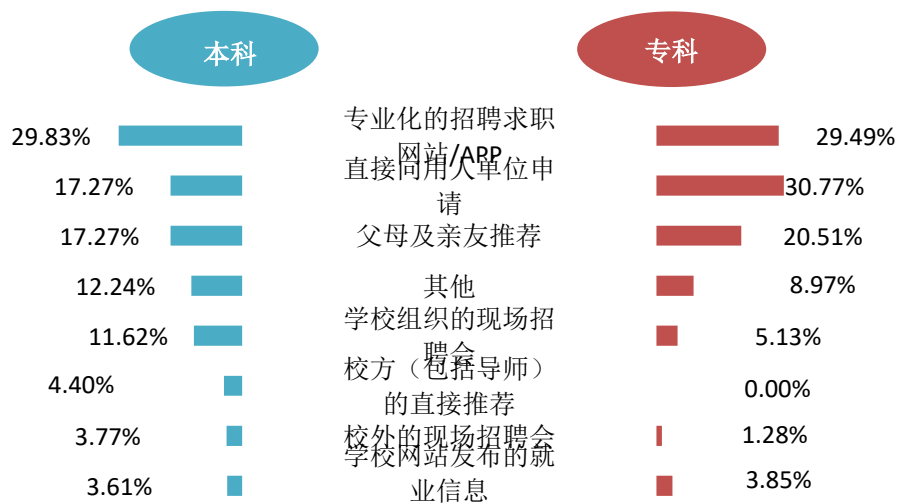 本科 专科
29.83% 专业化的招聘求职 29.49%
网站/ARP
17.27% 直接向用人单位申 30.77%
请
17.27% 父母及亲友推荐 20.51%
12.24% 其他 8.97%
11.62% 学校组织的现场招 5.13%
聘会
4.40% 校方（包括导师） 0.00%
的直接推荐
3.77% 校外的现场招聘会 1.28%
3.61% 学校网站发布的就 3.85%
业信息